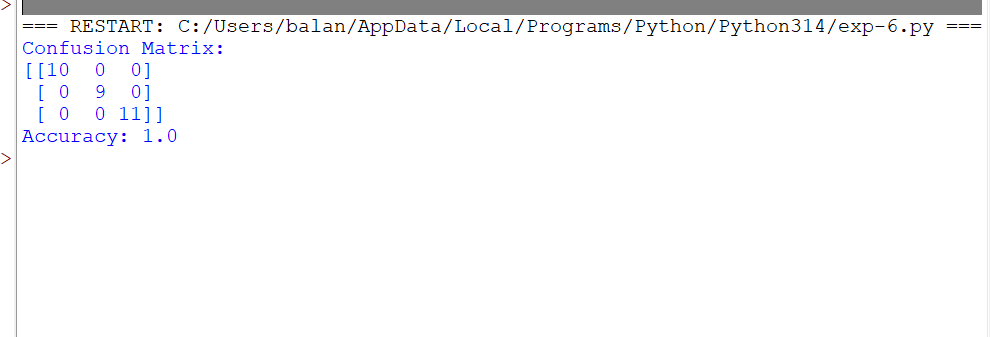 >
=== RESTART: C:/Users/balan/AppData/Local/Programs/Python/Python314/exp-6.py ===
Confusion Matrix:
[[10  0  0]
 [ 0  9  0]
 [ 0  0 11]]
Accuracy: 1.0
>